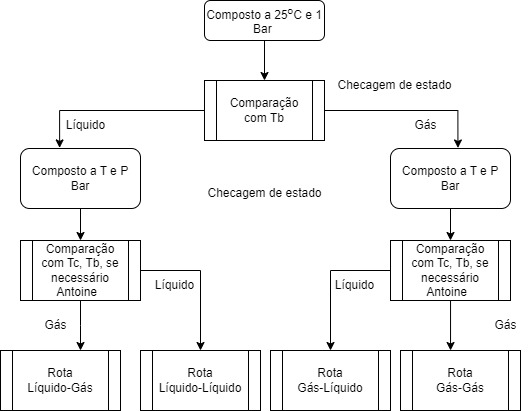 Composto a 25°C e 1
Bar
Checagem de estado
Comparação
com Tb
Líquido
Gás
Composto a T e P
Bar
Composto a T e P
Bar
Checagem de estado
Comparação
com Tc, Tb, se
necessário
Antoine
Líquido
Líquido
Comparação
com Tc, Tb, se
necessário
Antoine
Gás
Gás
Rota
Líquido-Gás
Rota
Líquido-Líquido
Rota
Gás-Líquido
Rota
Gás-Gás